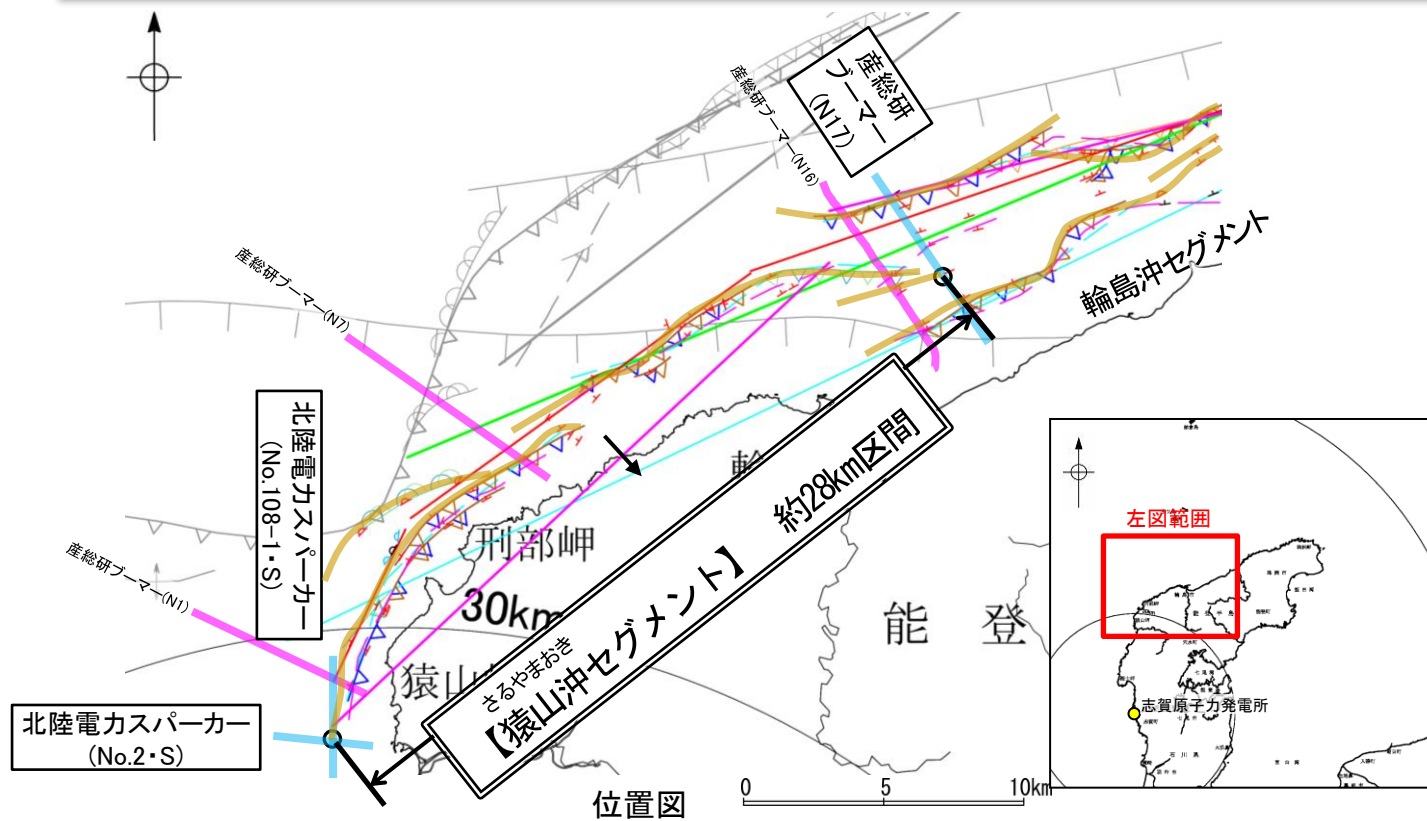 産総研
ブーマー
(N17)
産総研ブーマー(N16)
産総研ブーマー(N7)
輪島沖セグメント
北陸電力スパーカー
(No.108-1・S)
産総研ブーマー(N1)
刑部岬
30km
輪
能 登
猿山
さるやまおき
【猿山沖セグメント】 約28km区間
北陸電力スパーカー
(No.2・S)
位置図
0 5 10km
左図範囲
志賀原子力発電所